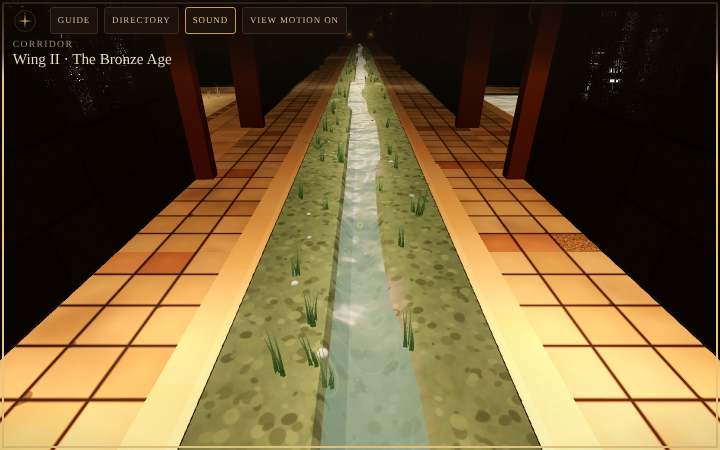 GUIDE
DIRECTORY
SOUND
VIEW MOTION ON
CORRIDOR
Wing II · The Bronze Age